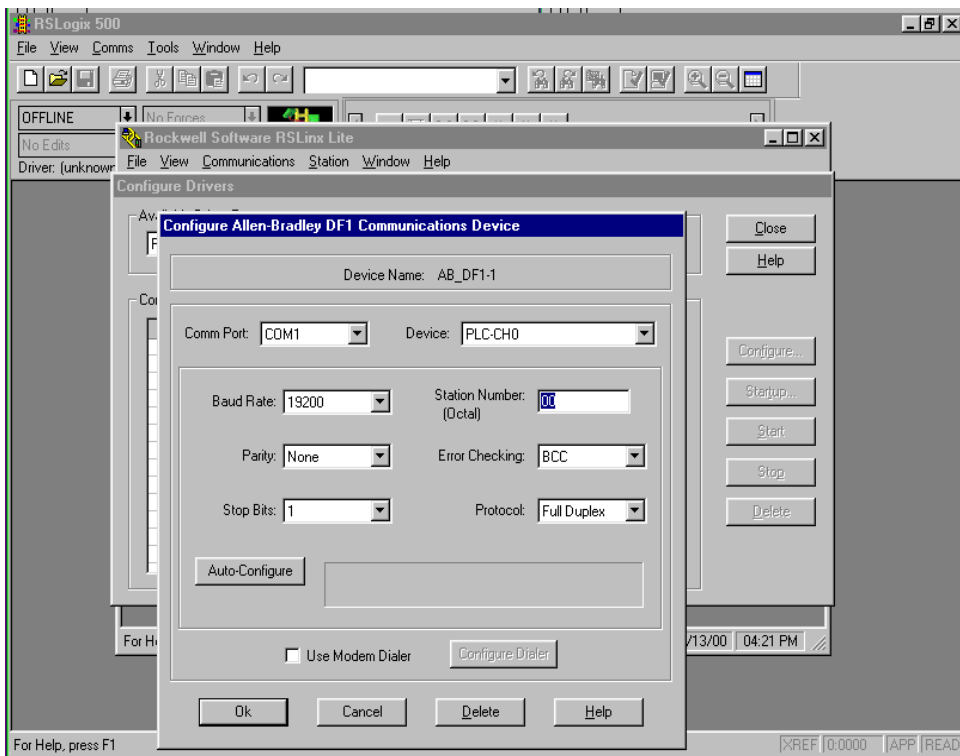 RSLogix 500
File View Comms Tools Window Help
OFFLINE No Forces
No Edits
Driver: (unknown
Rockwell Software RSLinx Lite
File View Communications Station Window Help
Configure Drivers
Close
Help
Configure...
Startup...
Start
Stop
Delete
Configure Allen-Bradley DF1 Communications Device
Device Name: AB_DF1-1
Comm Port: COM1 Device: PLC-CH0
Baud Rate: 19200 Station Number: 00
(Octal)
Parity: None Error Checking: BCC
Stop Bits: 1 Protocol: Full Duplex
Auto-Configure
Use Modem Dialer Configure Dialer
Ok Cancel Delete Help
For H
/13/00 04:21 PM
For Help, press F1 XREF 0:0000 APP READ